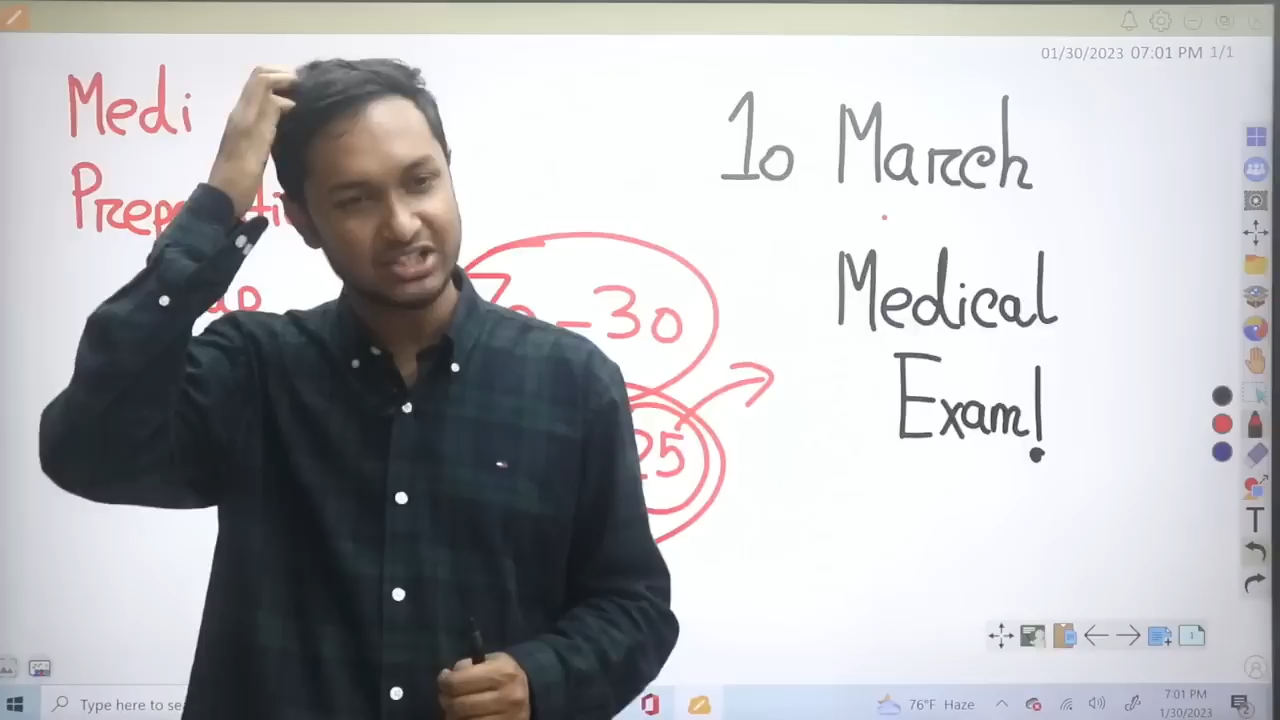 01/30/2023 07:01 PM 1/1
Medi
10 March
Medical
Exam!
- 30
25
T
1
Type here to se
76°F Haze
7:01 PM
1/30/2023